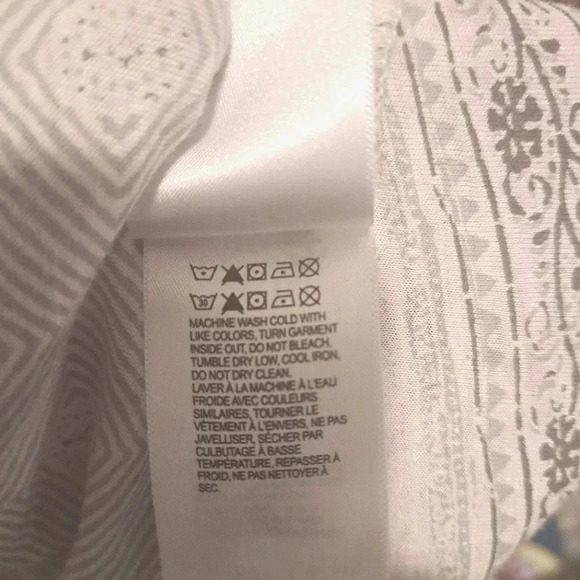 30
MACHINE WASH COLD WITH
LIKE COLORS, TURN GARMENT
INSIDE OUT, DO NOT BLEACH,
TUMBLE DRY LOW, COOL IRON,
DO NOT DRY CLEAN.
LAVER À LA MACHINE À L'EAU
FROIDE AVEC COULEURS
SIMILAIRES, TOURNER LE
VÊTEMENT À L'ENVERS, NE PAS
JAVELLISER, SÉCHER PAR
CULBUTAGE À BASSE
TEMPÉRATURE, REPASSER À
FROID, NE PAS NETTOYER À
SEC.